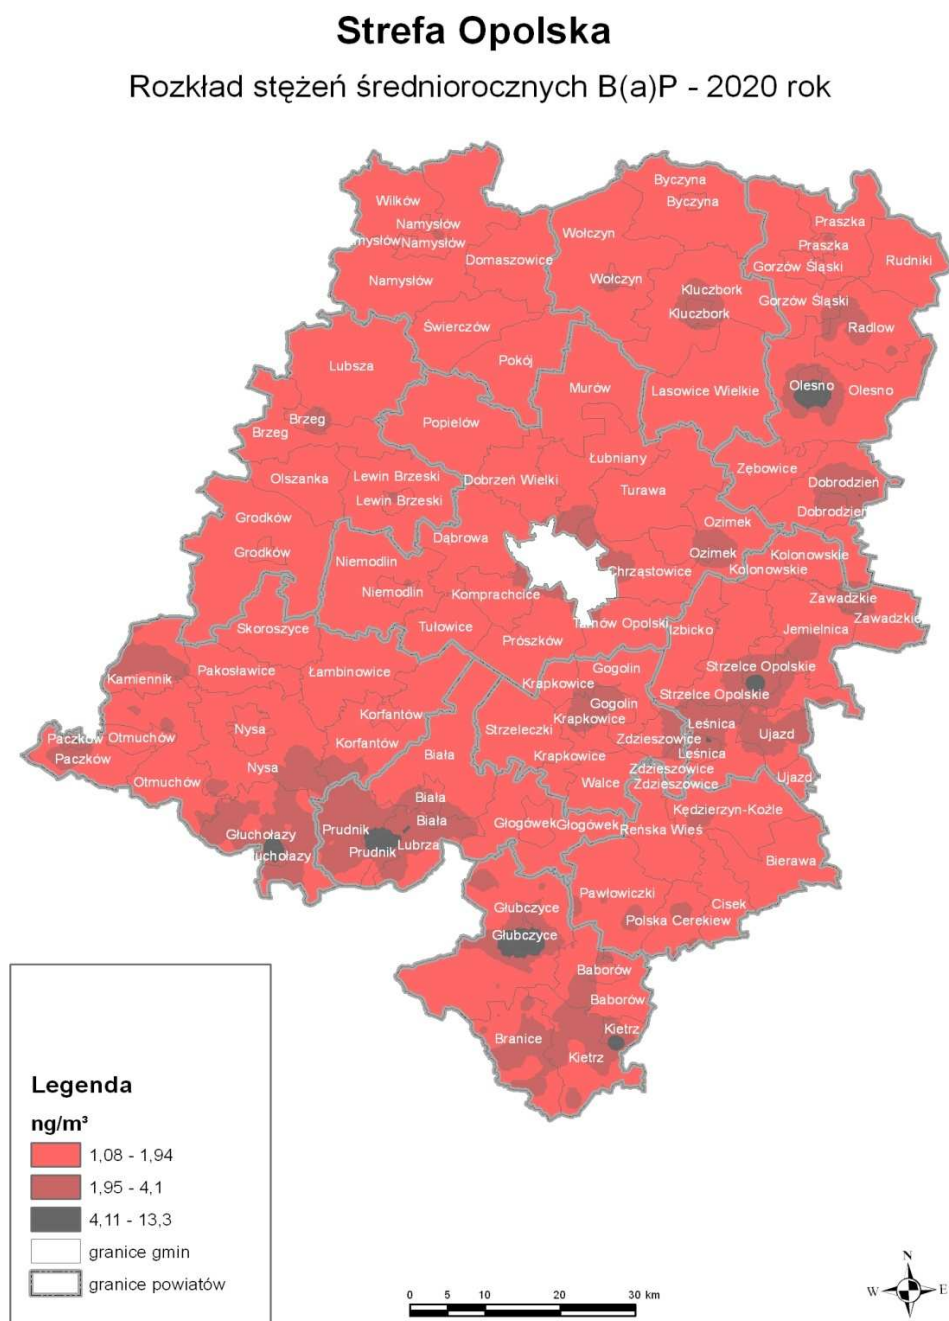 Strefa Opolska
Rozkład stężeń średniorocznych B(a)P - 2020 rok
Byczyna
Byczyna
Wilków
Praszka
Namysłów
Wołczyn
mysłów Namysłów
Praszka
Domaszowice
Rudniki
Gorzów Śląski
Namysłów
Wołczyn
Kluczbork
Gorzów Śląski
Kluczbork
Świerczów
Radlow
Pokój
Lubsza
Murów
Lasowice Wielkie
Olesno
Olesno
Brzeg
Popielów
Brzeg
Łubniany
Zębowice
Olszanka
Lewin Brzeski
Dobrzeń Wielki
Dobrodzień
Turawa
Lewin Brzeski
Dobrodzień
Grodków
Ozimek
Dąbrowa
Grodków
Ozimek
Kolonowskie
Niemodlin
Chrząstowice
Kolonowskie
Niemodlin
Komprachcice
Zawadzkie
Zawadzkie
Skoroszyce
Tułowice
Tarnów Opolski
Izbicko
Jemielnica
Prószków
Pakosławice
Łambinowice
Gogolin
Strzelce Opolskie
Kamiennik
Krapkowice
Strzelce Opolskie
Gogolin
Korfantów
Krapkowice
Nysa
Strzeleczki
Leśnica
Ujazd
Paczków
Otmuchów
Korfantów
Zdzieszowice
Paczków
Biała
Krapkowice
Leśnica
Nysa
Zdzieszowice
Otmuchów
Walce
Zdzieszowice
Ujazd
Biała
Kędzierzyn-Koźle
Prudnik
Biała
Głogówek
Głogówek
Reńska Wieś
Głuchołazy
Lubrza
Prudnik
ucholazy
Bierawa
Pawłowiczki
Głubczyce
Cisek
Polska Cerekiew
Głubczyce
Baborów
Baborów
Kietrz
Branice
Kietrz
Legenda
ng/m³
1,08 - 1,94
1,95 - 4,1
4,11 - 13,3
granice gmin
granice powiatów
0 5 10 20 30 km
N
W E
S